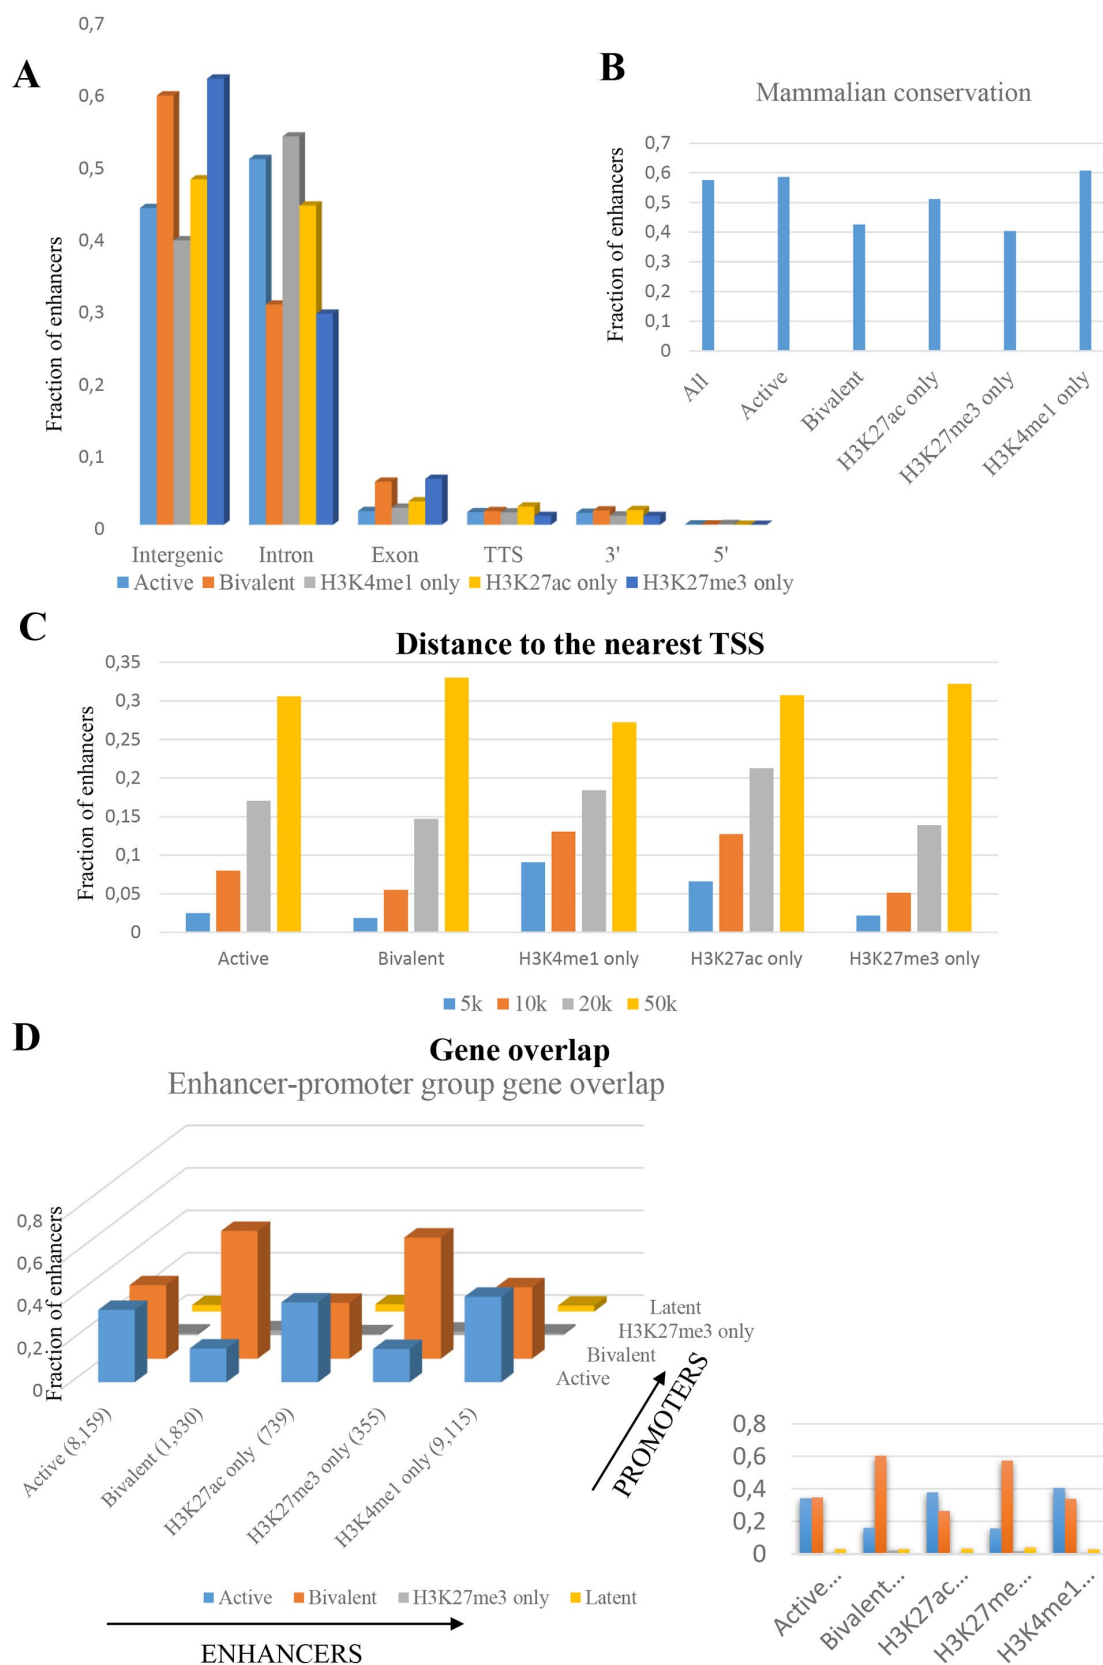 A
0,7
0,6
0,5
0,4
0,3
0,2
0,1
0
Fraction of enhancers
Intergenic Intron Exon TTS 3' 5'
Active Bivalent H3K4me1 only H3K27ac only H3K27me3 only
B
Mammalian conservation
0,7
0,6
0,5
0,4
0,3
0,2
0,1
0
Fraction of enhancers
All
Active
Bivalent
H3K27ac only
H3K27me3 only
H3K4me1 only
C
Distance to the nearest TSS
0,35
0,3
0,25
0,2
0,15
0,1
0,05
0
Fraction of enhancers
Active Bivalent H3K4me1 only H3K27ac only H3K27me3 only
5k 10k 20k 50k
D
Gene overlap
Enhancer-promoter group gene overlap
0,8
0,6
0,4
0,2
0
Fraction of enhancers
Latent
H3K27me3 only
Bivalent
Active
PROMOTERS
Active (8,159)
Bivalent (1,830)
H3K27ac only (739)
H3K27me3 only (355)
H3K4me1 only (9,115)
Active Bivalent H3K27me3 only Latent
ENHANCERS
0,8
0,6
0,4
0,2
0
Active...
Bivalent...
H3K27ac...
H3K27me...
H3K4me1...